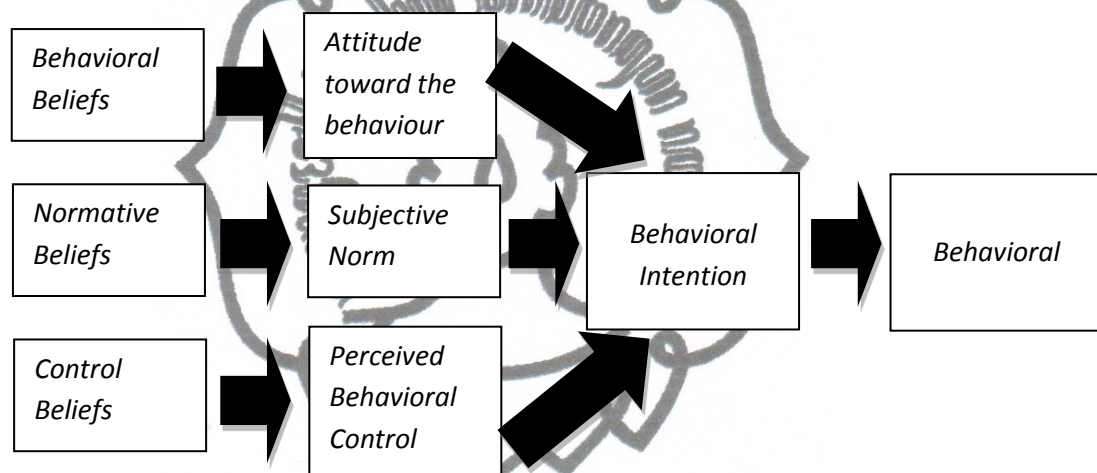 Behavioral
Beliefs
Attitude
toward the
behaviour
Normative
Beliefs
Subjective
Norm
Behavioral
Intention
Behavioral
Control
Beliefs
Perceived
Behavioral
Control